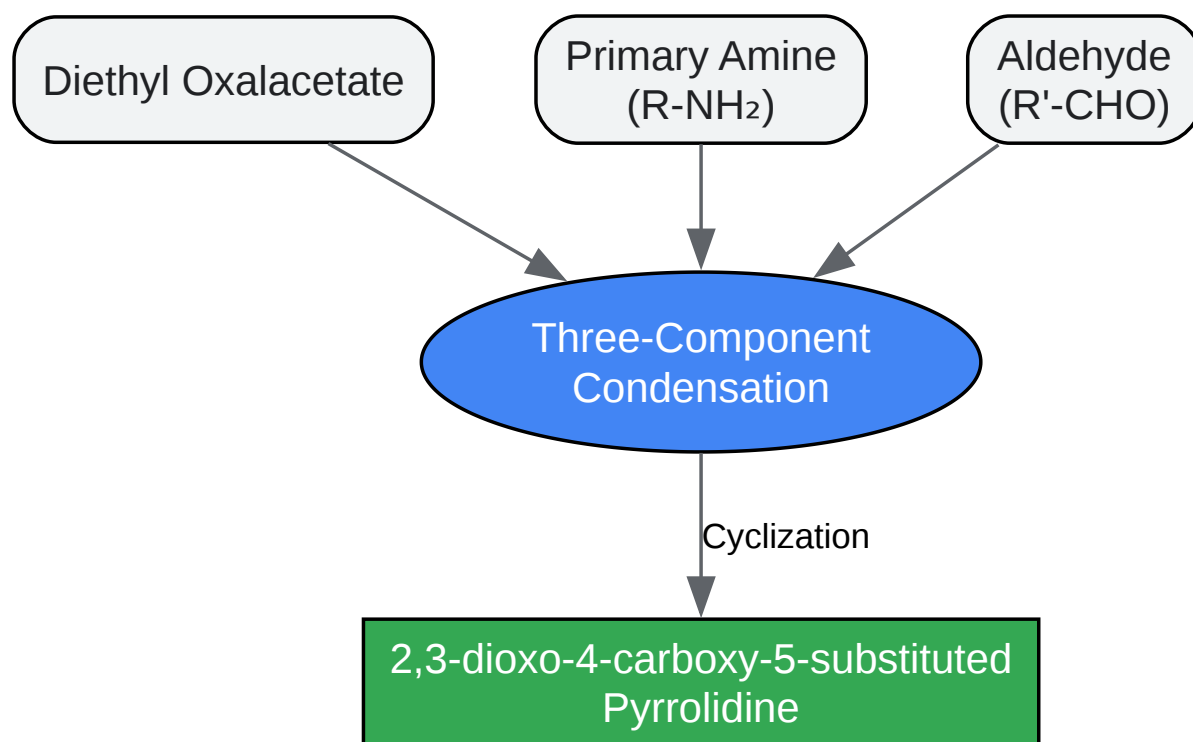 Diethyl Oxalacetate
Primary Amine
(R-NH₂)
Aldehyde
(R'-CHO)
Three-Component
Condensation
Cyclization
2,3-dioxo-4-carboxy-5-substituted
Pyrrolidine